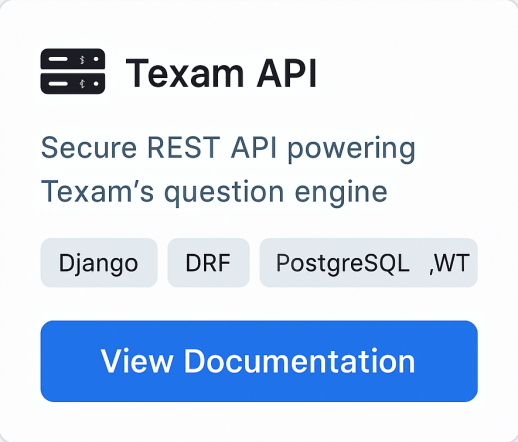 Texam API
Secure REST API powering
Texam’s question engine
Django DRF PostgreSQL ,WT
View Documentation